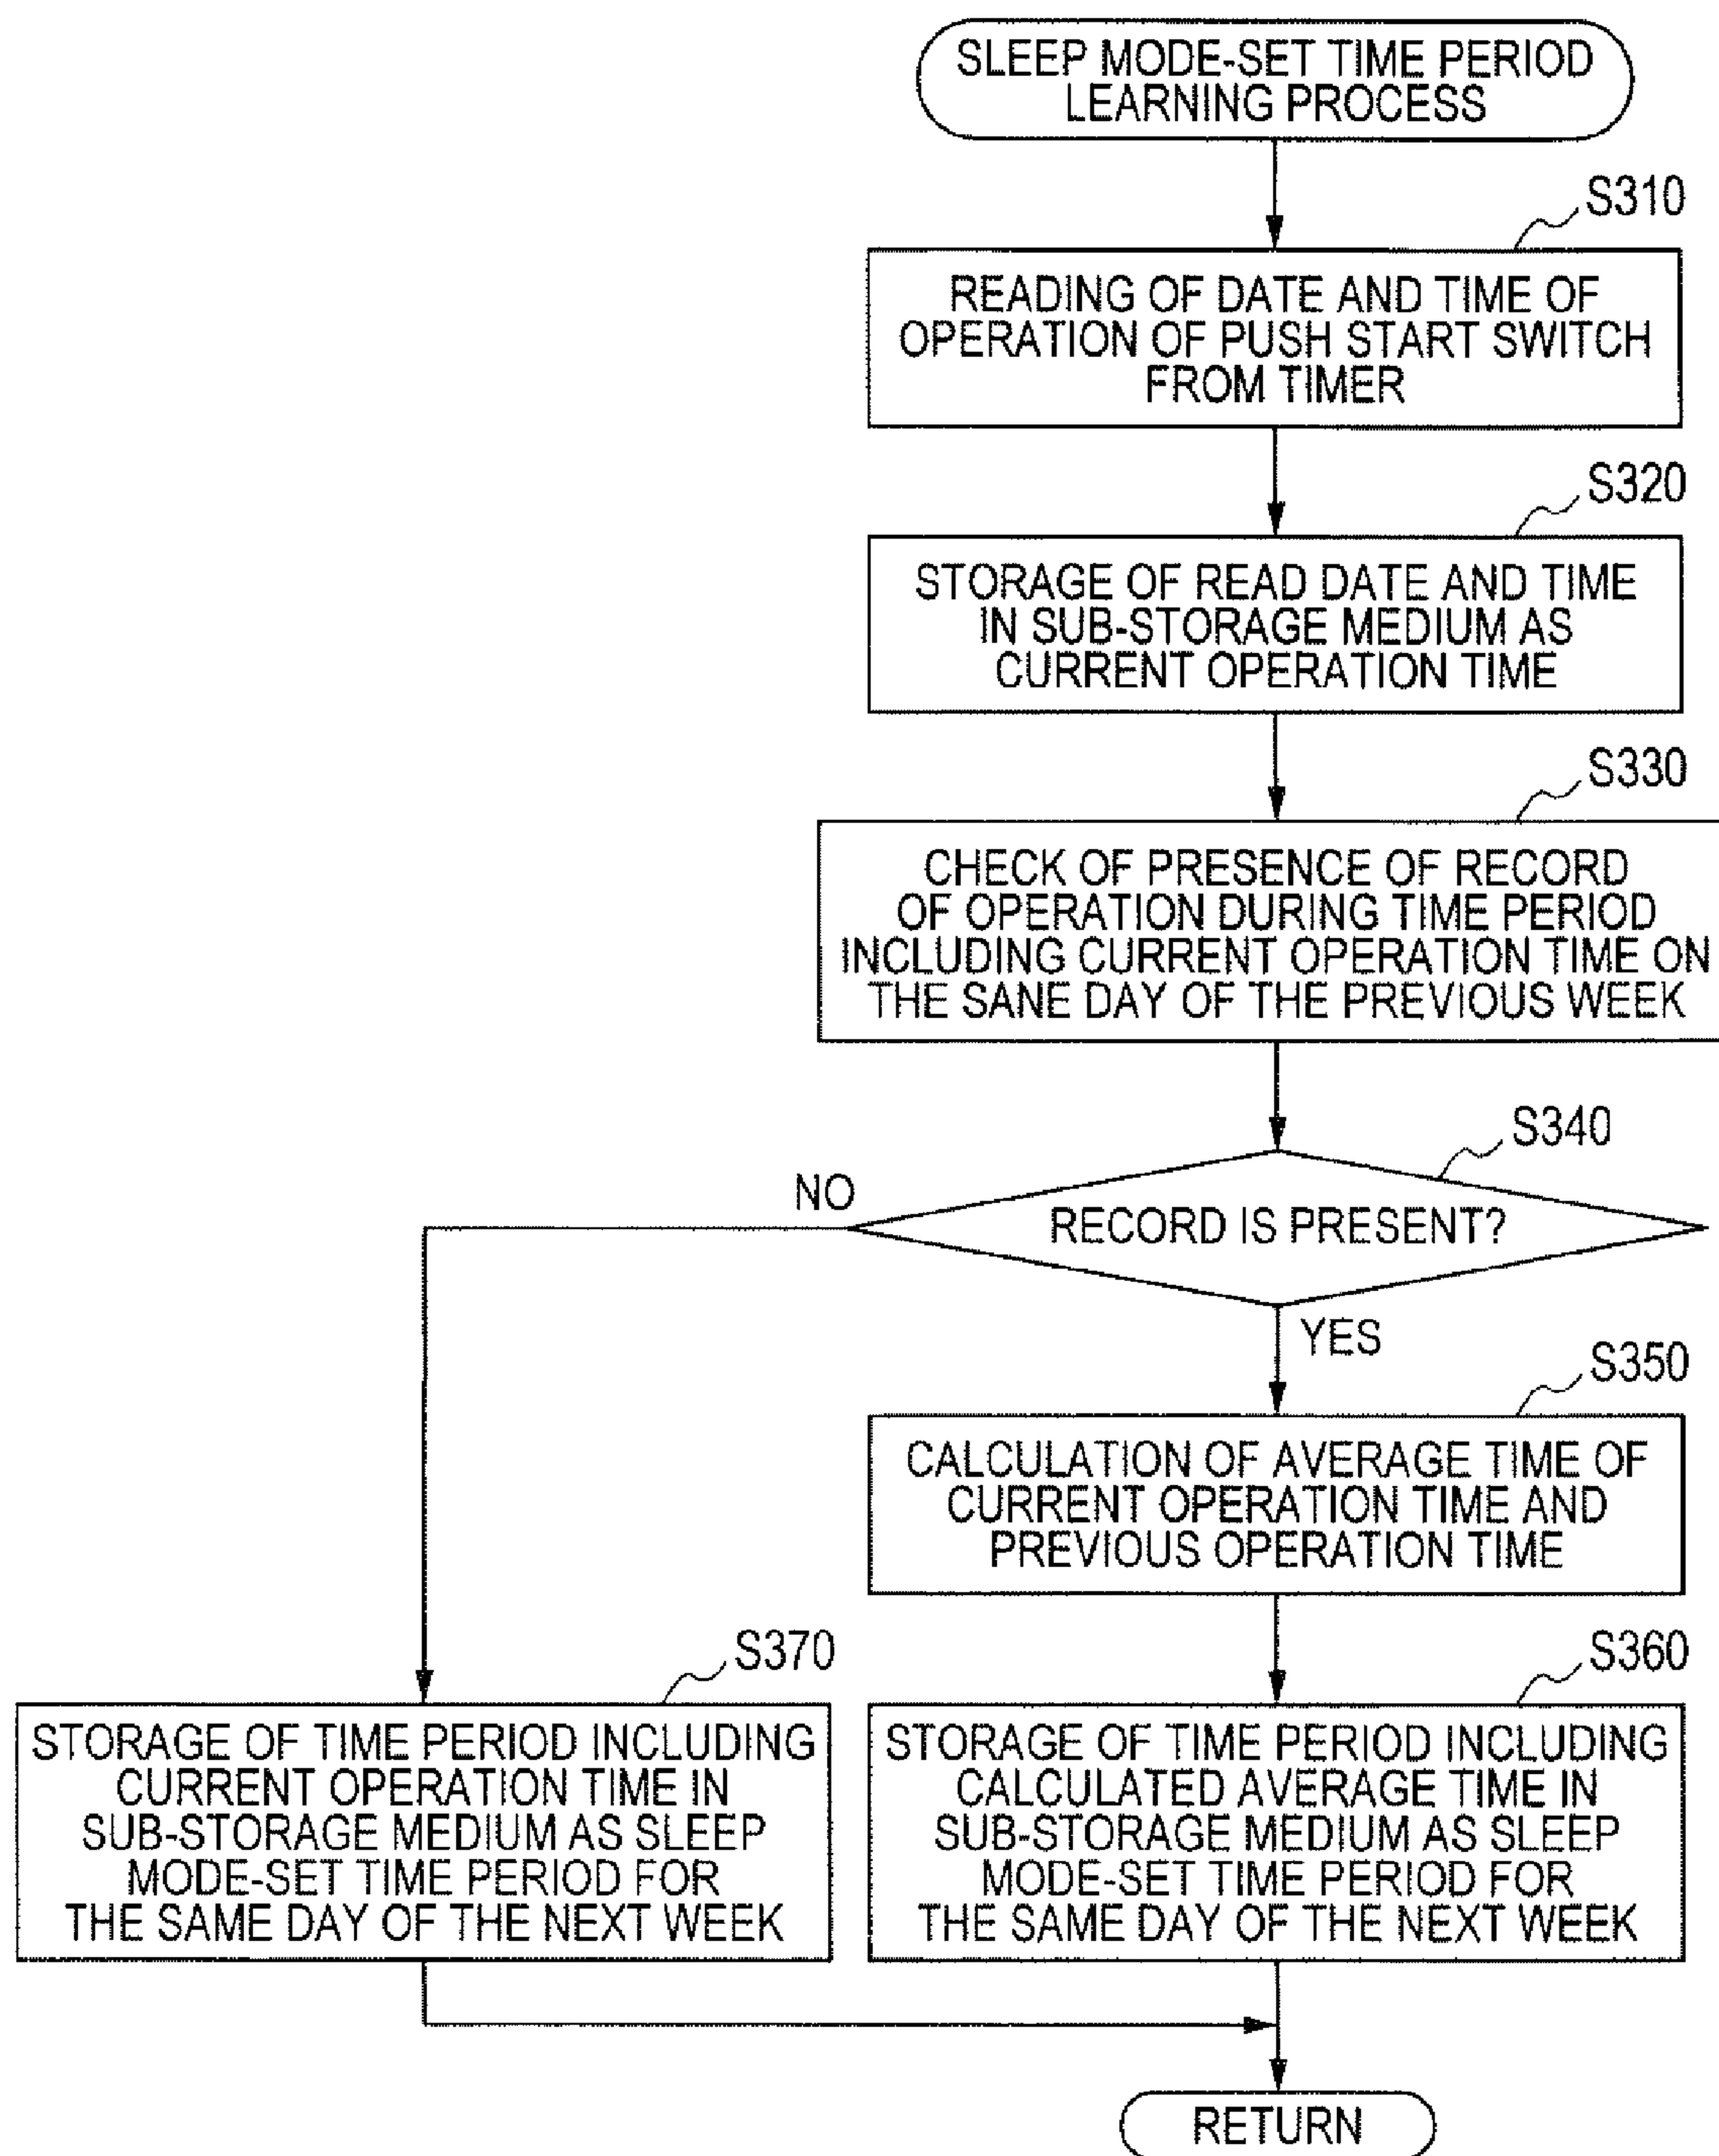 SLEEP MODE-SET TIME PERIOD
LEARNING PROCESS
S310
READING OF DATE AND TIME OF
OPERATION OF PUSH START SWITCH
FROM TIMER
S320
STORAGE OF READ DATE AND TIME
IN SUB-STORAGE MEDIUM AS
CURRENT OPERATION TIME
S330
CHECK OF PRESENCE OF RECORD
OF OPERATION DURING TIME PERIOD
INCLUDING CURRENT OPERATION TIME ON
THE SANE DAY OF THE PREVIOUS WEEK
S340
NO
RECORD IS PRESENT?
YES
S350
CALCULATION OF AVERAGE TIME OF
CURRENT OPERATION TIME AND
PREVIOUS OPERATION TIME
S370
STORAGE OF TIME PERIOD INCLUDING
CURRENT OPERATION TIME IN
SUB-STORAGE MEDIUM AS SLEEP
MODE-SET TIME PERIOD FOR
THE SAME DAY OF THE NEXT WEEK
S360
STORAGE OF TIME PERIOD INCLUDING
CALCULATED AVERAGE TIME IN
SUB-STORAGE MEDIUM AS SLEEP
MODE-SET TIME PERIOD FOR
THE SAME DAY OF THE NEXT WEEK
RETURN